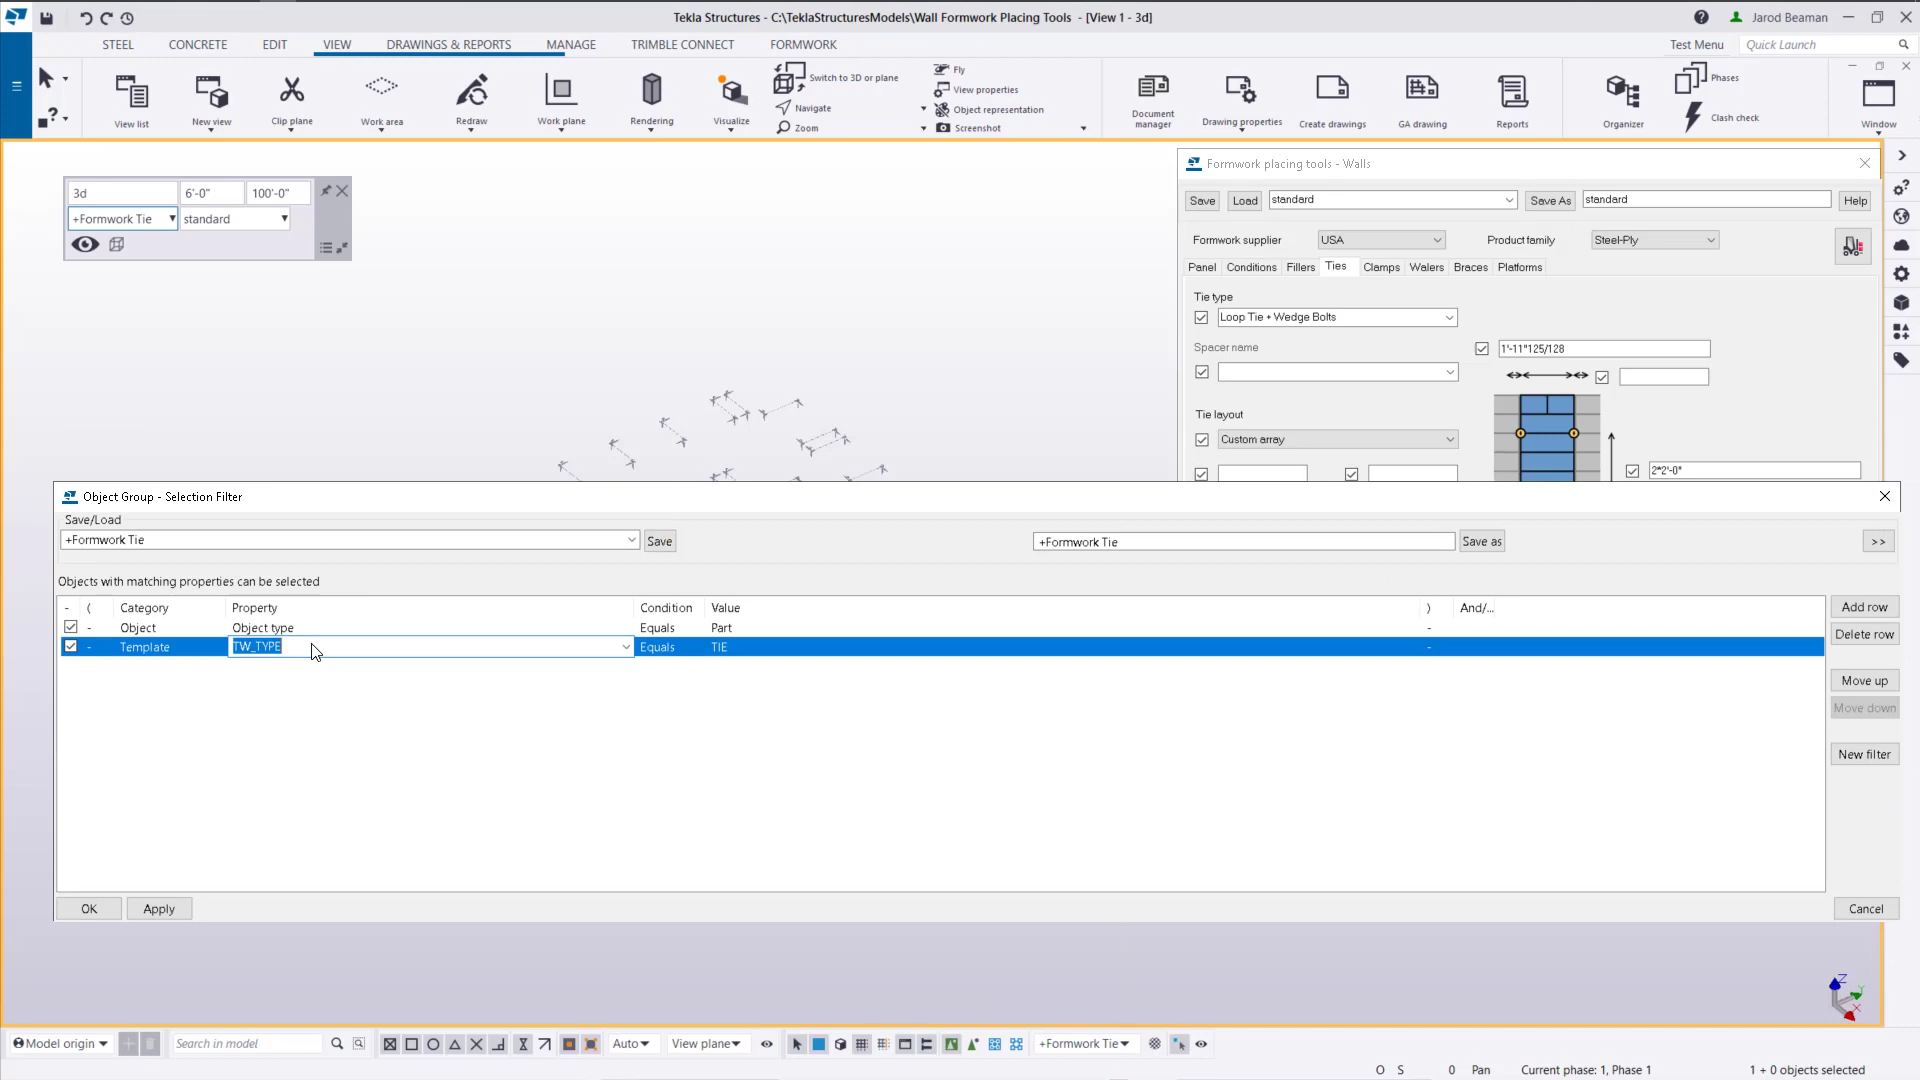 Tekla Structures - C:\TeklaStructuresModels\Wall Formwork Placing Tools - [View 1 - 3d]
Jarod Beaman
STEEL CONCRETE EDIT VIEW DRAWINGS & REPORTS MANAGE TRIMBLE CONNECT FORMWORK
Test Menu Quick Launch
View list
New view
Clip plane
Work area
Redraw
Work plane
Rendering
Visualize
Switch to 3D or plane
Navigate
Zoom
Fly
View properties
Object representation
Screenshot
Document manager
Drawing properties
Create drawings
GA drawing
Reports
Organizer
Phases
Clash check
Window
3d 6'-0" 100'-0"
+Formwork Tie standard
Formwork placing tools - Walls
Save Load standard Save As standard Help
Formwork supplier USA Product family Steel-Ply
Panel Conditions Fillers Ties Clamps Walers Braces Platforms
Tie type
Loop Tie + Wedge Bolts
Spacer name
1'-11"125/128
Tie layout
Custom array
2*2'-0"
Object Group - Selection Filter
Save/Load
+Formwork Tie Save +Formwork Tie Save as >>
Objects with matching properties can be selected
- ( Category Property Condition Value ) And/...
- Object Object type Equals Part -
- Template TW_TYPE Equals TIE -
Add row
Delete row
Move up
Move down
New filter
OK Apply Cancel
Z
Y
X
Model origin Search in model Auto View plane +Formwork Tie
O S 0 Pan Current phase: 1, Phase 1 1 + 0 objects selected